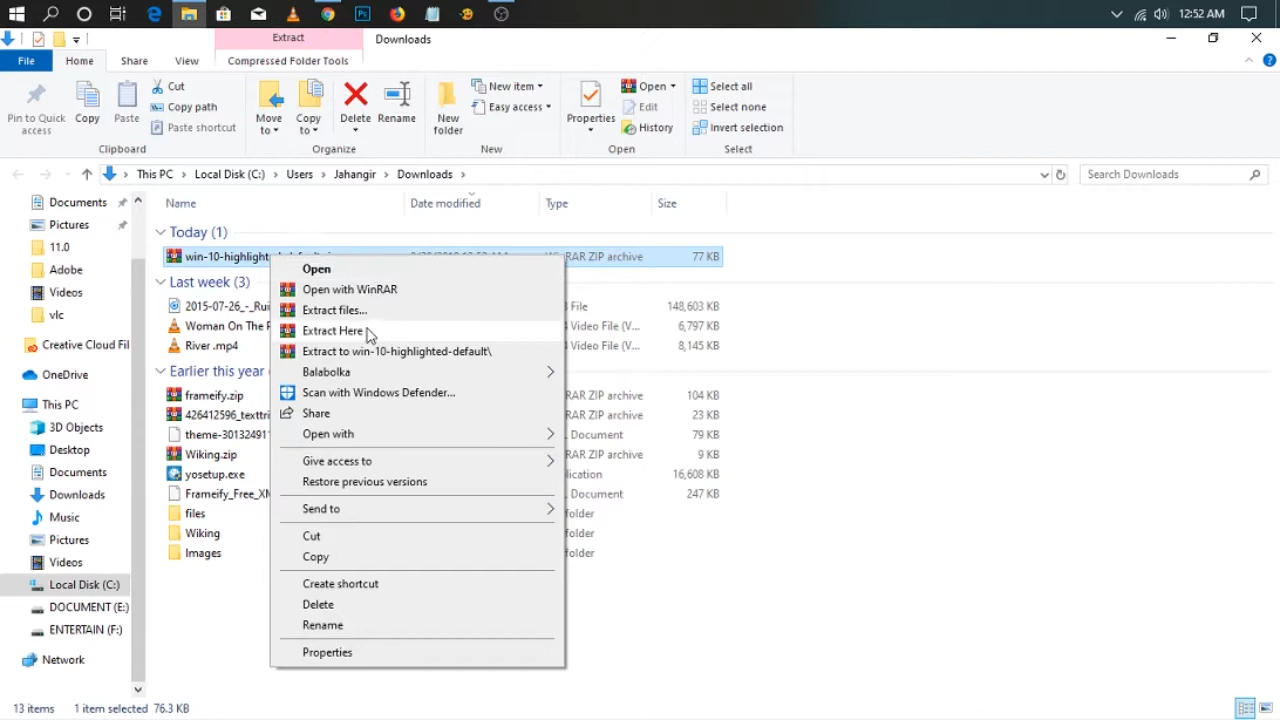 12:52 AM
Extract
Downloads
File
Home
Share
View
Compressed Folder Tools
Pin to Quick access
Copy
Paste
Cut
Copy path
Paste shortcut
Clipboard
Move to
Copy to
Delete
Rename
Organize
New folder
New item
Easy access
New
Properties
Open
Edit
History
Open
Select all
Select none
Invert selection
Select
This PC
Local Disk (C:)
Users
Jahangir
Downloads
Search Downloads
Documents
Pictures
11.0
Adobe
Videos
vlc
Creative Cloud Fil
OneDrive
This PC
3D Objects
Desktop
Documents
Downloads
Music
Pictures
Videos
Local Disk (C:)
DOCUMENT (E:)
ENTERTAIN (F:)
Network
Name
Date modified
Type
Size
Today (1)
win-10-highlight
RAR ZIP archive
77 KB
Last week (3)
2015-07-26_-_Rui
File
148,603 KB
Woman On The
4 Video File (V...
6,797 KB
River .mp4
4 Video File (V...
8,145 KB
Earlier this year
frameify.zip
RAR ZIP archive
104 KB
426412596_texttri
RAR ZIP archive
23 KB
Document
79 KB
Wiking.zip
RAR ZIP archive
9 KB
yosetup.exe
lication
16,608 KB
Frameify_Free_XM
Document
247 KB
files
folder
Wiking
folder
Images
folder
Open
Open with WinRAR
Extract files...
Extract Here
Extract to win-10-highlighted-default\
Balabolka
Scan with Windows Defender...
Share
Open with
Give access to
Restore previous versions
Send to
Cut
Copy
Create shortcut
Delete
Rename
Properties
13 items
1 item selected 76.3 KB